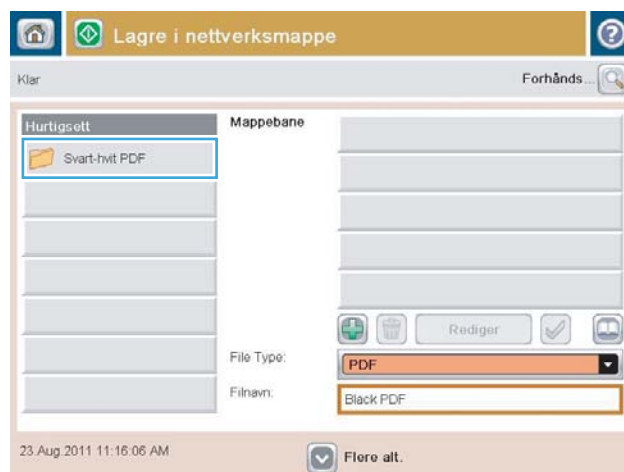 Lagre i nettverksmappe
Klar
Forhånds...
Hurtigsett
Mappebane
Svart-hvit PDF
Rediger
File Type:
PDF
Filnavn:
Black PDF
23.Aug.2011 11:16:06 AM
Flere alt.